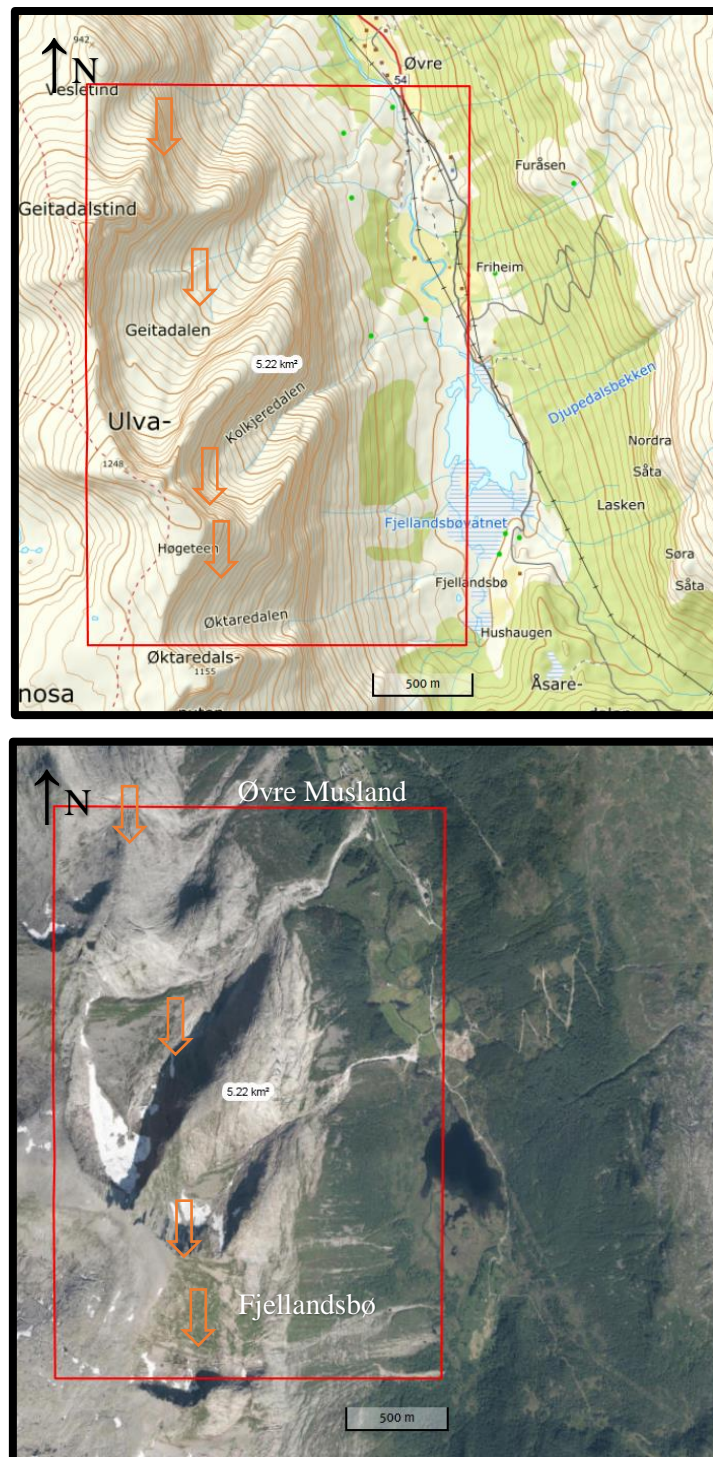 942
N
Vesletind
Øvre
54
Furåsen
Geitadalstind
Friheim
Geitadalen
5.22 km²
Kolkjeredalen
Djupedalsbekken
Ulva-
1248
Nordra
Såta
Lasken
Fjellandsbøvatnet
Høgeteen
Søra
Såta
Fjellandsbø
Øktaredalen
Hushaugen
Øktaredals-
1155
nosa
500 m
Åsare-
N
Øvre Musland
5.22 km²
Fjellandsbø
500 m